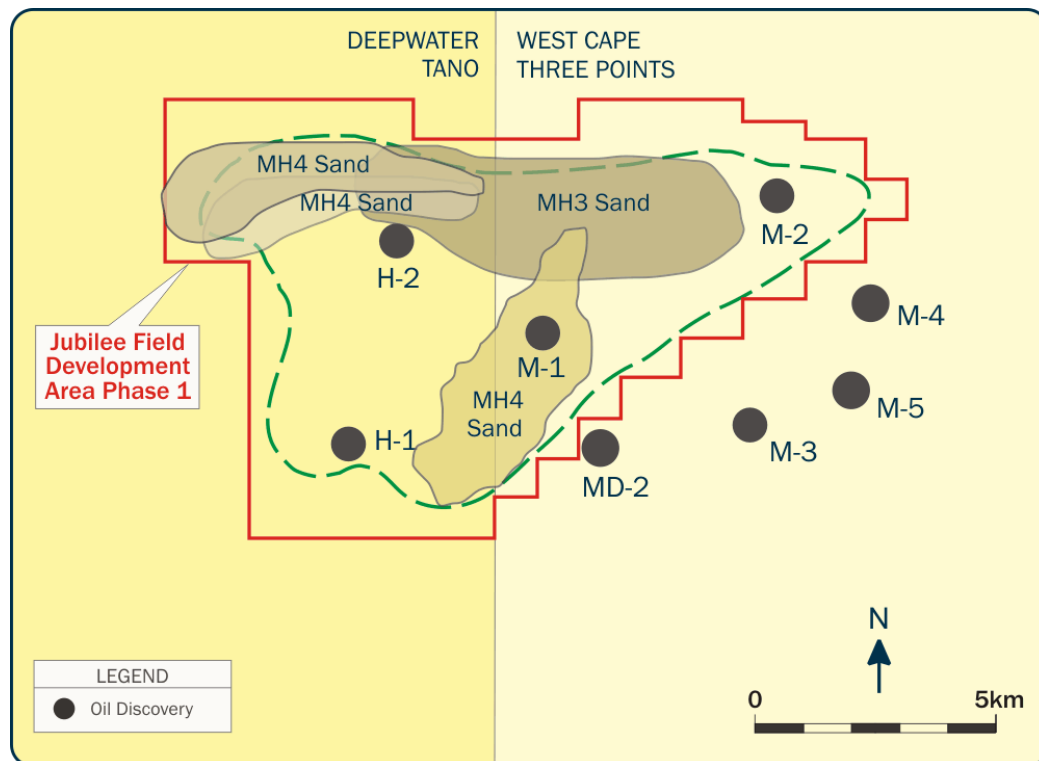 DEEPWATER
TANO
WEST CAPE
THREE POINTS
MH4 Sand
MH4 Sand
MH3 Sand
M-2
H-2
M-4
Jubilee Field
Development
Area Phase 1
M-1
M-5
MH4
Sand
H-1
M-3
MD-2
N
LEGEND
Oil Discovery
0
5km